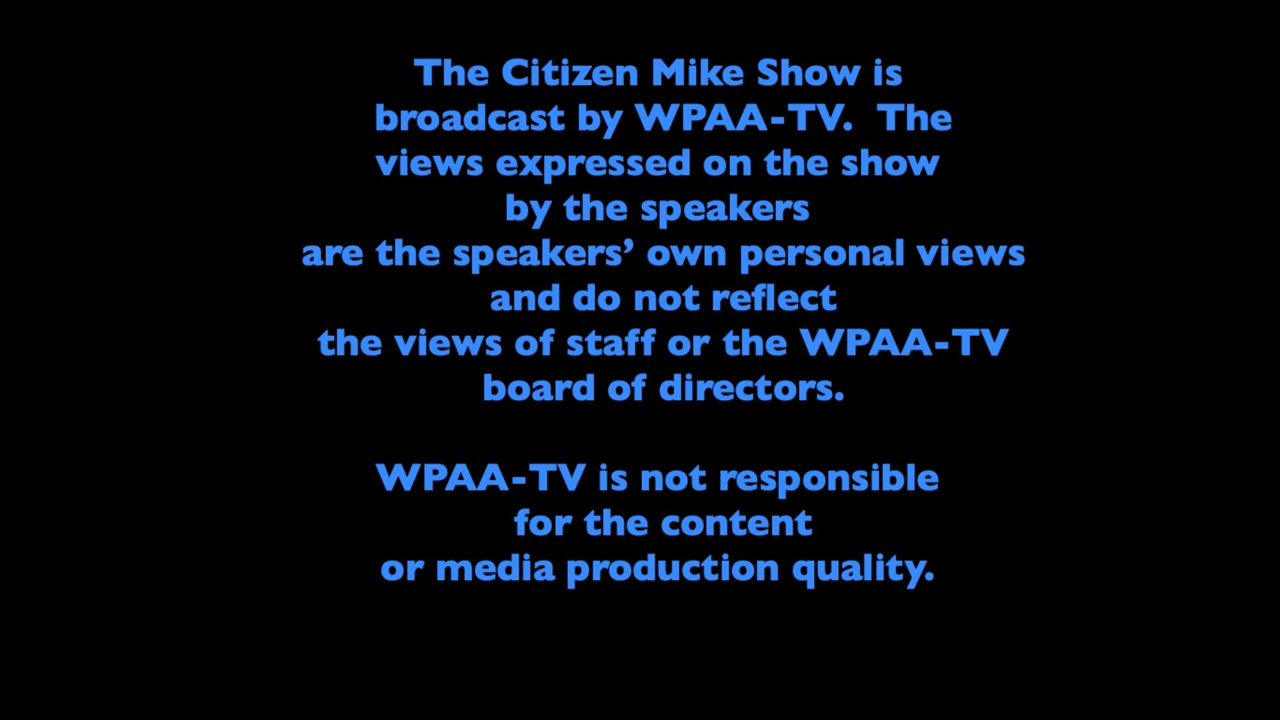 The Citizen Mike Show is
broadcast by WPAA-TV.  The
views expressed on the show
by the speakers
are the speakers’ own personal views
and do not reflect
the views of staff or the WPAA-TV
board of directors.
WPAA-TV is not responsible
for the content
or media production quality.